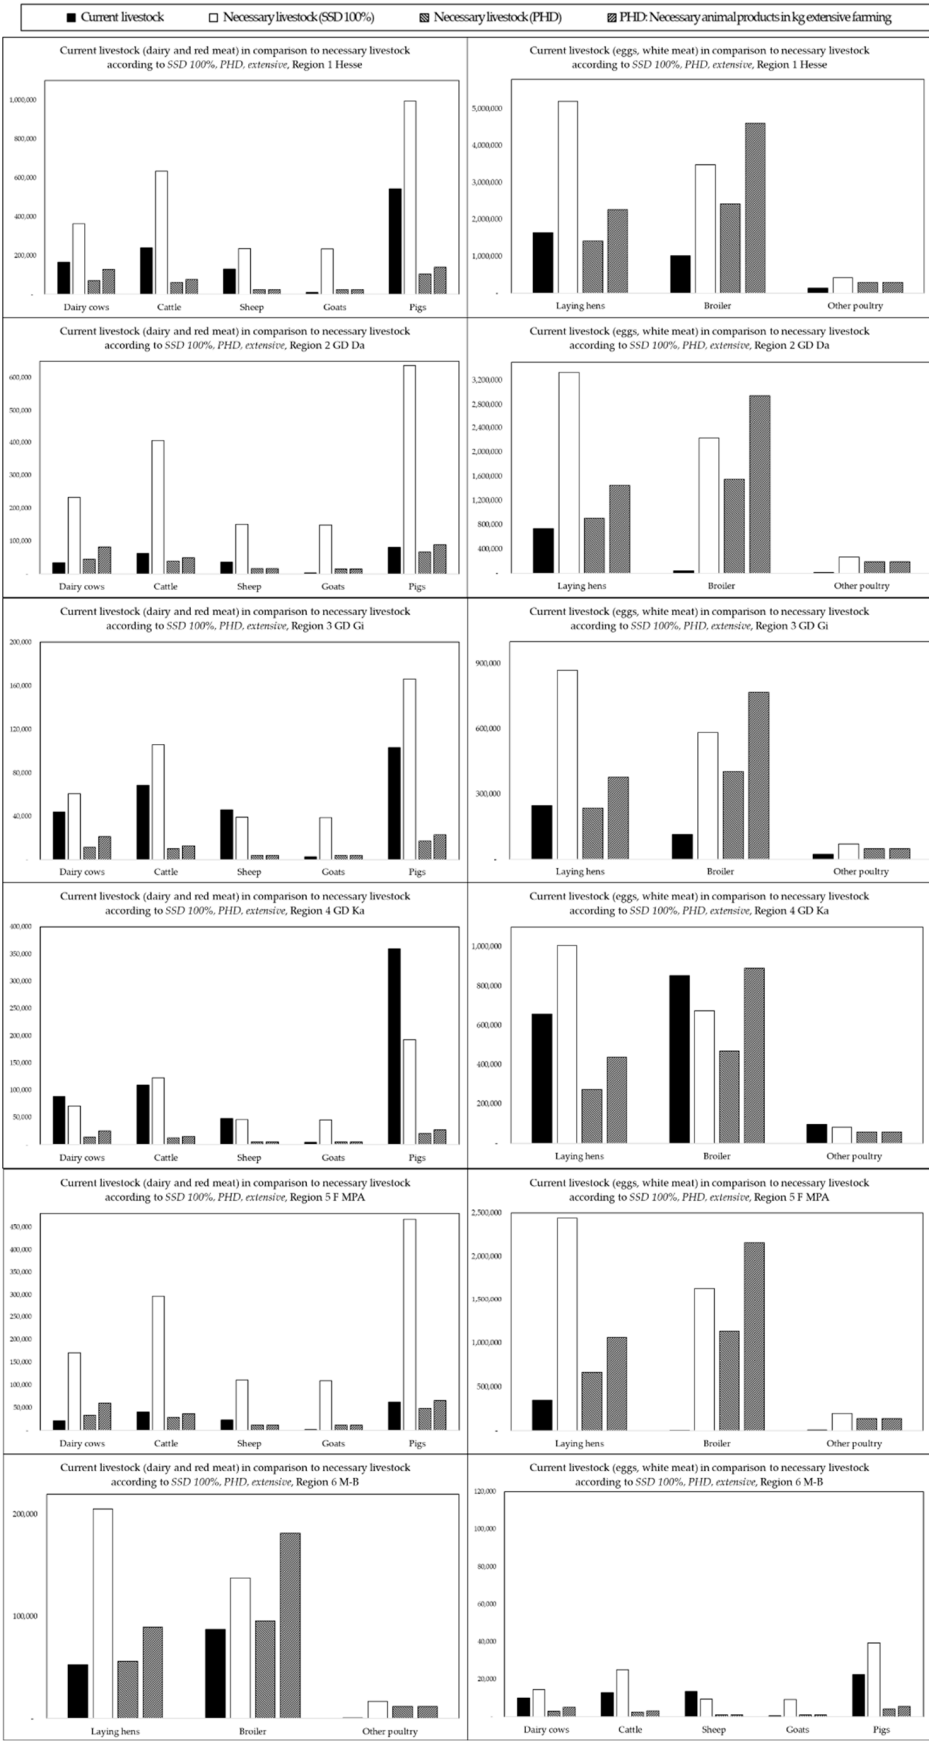 Current livestock Necessary livestock (SSD 100%) Necessary livestock (PHD) PHD: Necessary animal products in kg extensive farming
Current livestock (dairy and red meat) in comparison to necessary livestock
according to SSD 100%, PHD, extensive, Region 1 Hesse
1,000,000
800,000
600,000
400,000
200,000
-
Dairy cows Cattle Sheep Goats Pigs
Current livestock (eggs, white meat) in comparison to necessary livestock
according to SSD 100%, PHD, extensive, Region 1 Hesse
5,000,000
4,000,000
3,000,000
2,000,000
1,000,000
-
Laying hens Broiler Other poultry
Current livestock (dairy and red meat) in comparison to necessary livestock
according to SSD 100%, PHD, extensive, Region 2 GD Da
600,000
500,000
400,000
300,000
200,000
100,000
-
Dairy cows Cattle Sheep Goats Pigs
Current livestock (eggs, white meat) in comparison to necessary livestock
according to SSD 100%, PHD, extensive, Region 2 GD Da
3,200,000
2,800,000
2,400,000
2,000,000
1,600,000
1,200,000
800,000
400,000
-
Laying hens Broiler Other poultry
Current livestock (dairy and red meat) in comparison to necessary livestock
according to SSD 100%, PHD, extensive, Region 3 GD Gi
200,000
160,000
120,000
80,000
40,000
-
Dairy cows Cattle Sheep Goats Pigs
Current livestock (eggs, white meat) in comparison to necessary livestock
according to SSD 100%, PHD, extensive, Region 3 GD Gi
900,000
600,000
300,000
-
Laying hens Broiler Other poultry
Current livestock (dairy and red meat) in comparison to necessary livestock
according to SSD 100%, PHD, extensive, Region 4 GD Ka
400,000
350,000
300,000
250,000
200,000
150,000
100,000
50,000
-
Dairy cows Cattle Sheep Goats Pigs
Current livestock (eggs, white meat) in comparison to necessary livestock
according to SSD 100%, PHD, extensive, Region 4 GD Ka
1,000,000
800,000
600,000
400,000
200,000
-
Laying hens Broiler Other poultry
Current livestock (dairy and red meat) in comparison to necessary livestock
according to SSD 100%, PHD, extensive, Region 5 F MPA
450,000
400,000
350,000
300,000
250,000
200,000
150,000
100,000
50,000
-
Dairy cows Cattle Sheep Goats Pigs
Current livestock (eggs, white meat) in comparison to necessary livestock
according to SSD 100%, PHD, extensive, Region 5 F MPA
2,500,000
2,000,000
1,500,000
1,000,000
500,000
-
Laying hens Broiler Other poultry
Current livestock (dairy and red meat) in comparison to necessary livestock
according to SSD 100%, PHD, extensive, Region 6 M-B
200,000
100,000
-
Laying hens Broiler Other poultry
Current livestock (eggs, white meat) in comparison to necessary livestock
according to SSD 100%, PHD, extensive, Region 6 M-B
120,000
100,000
80,000
60,000
40,000
20,000
-
Dairy cows Cattle Sheep Goats Pigs